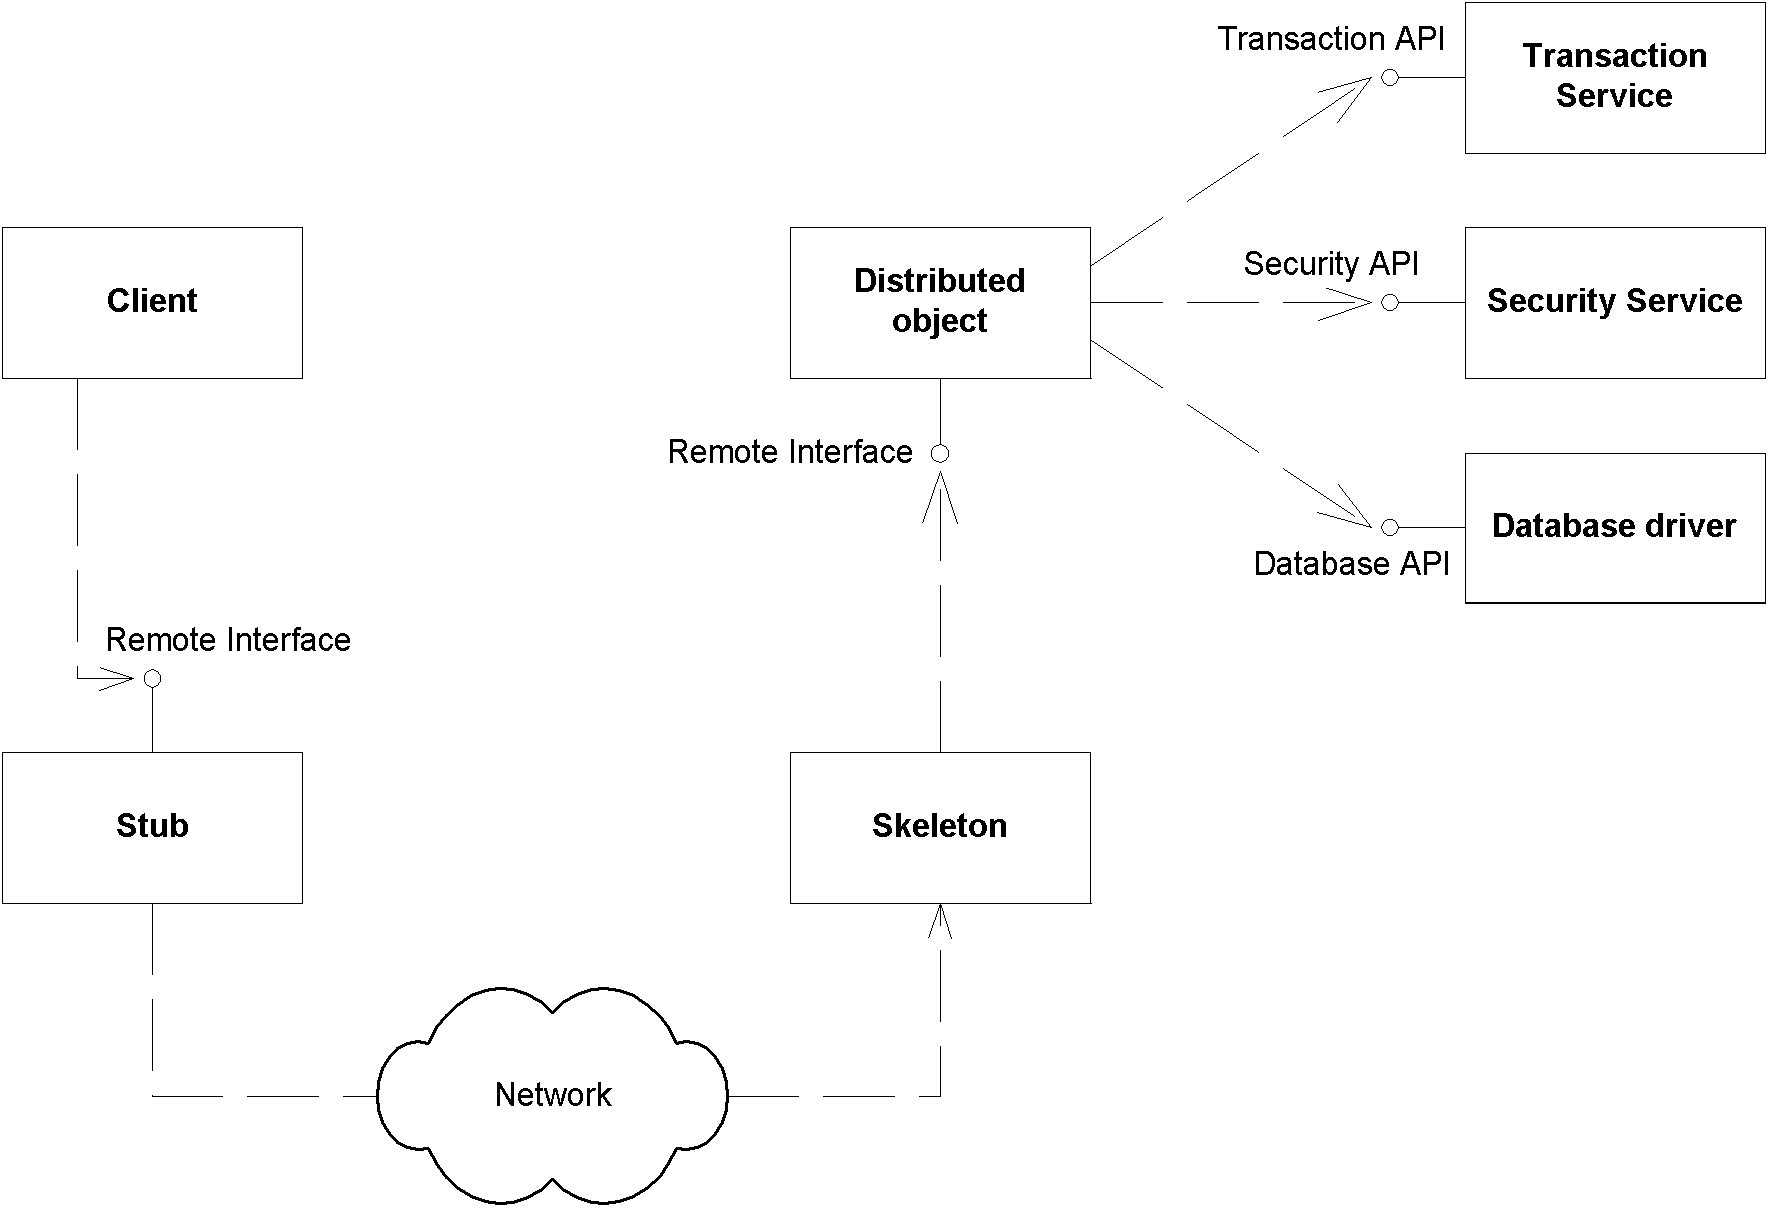 Transaction API
Transaction
Service
Client
Distributed
object
Security API
Security Service
Remote Interface
Database driver
Database API
Remote Interface
Stub
Skeleton
Network